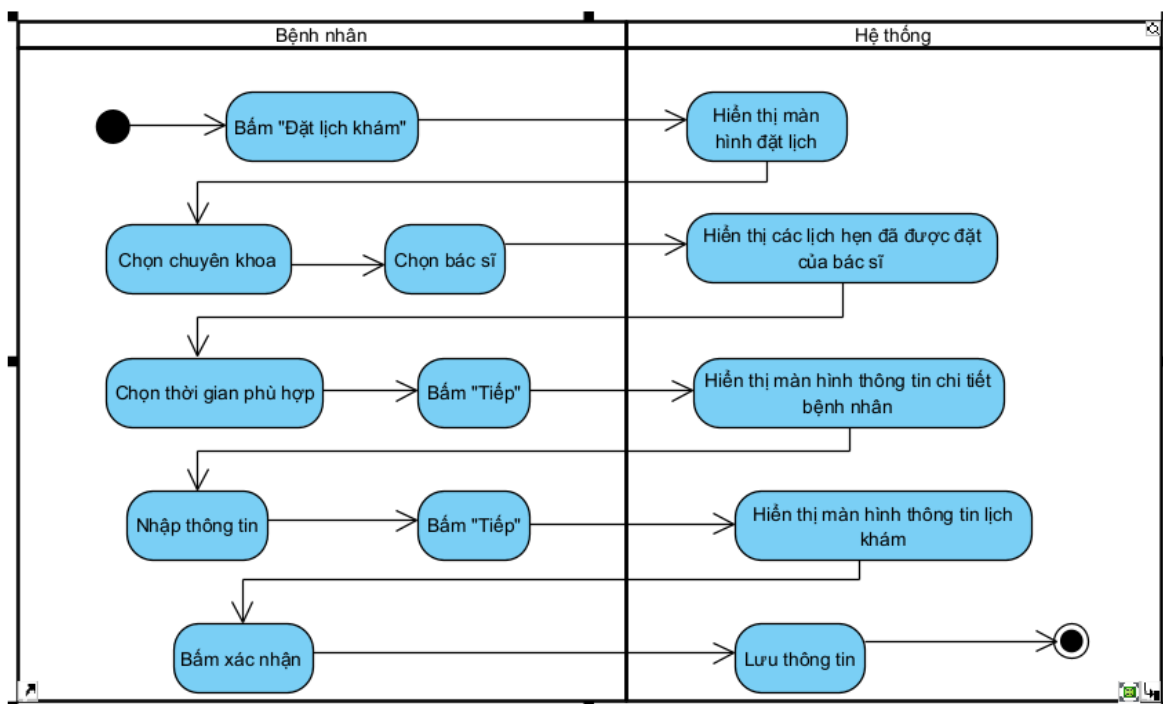 Bệnh nhân
Hệ thống
Bấm "Đặt lịch khám"
Hiển thị màn
hình đặt lịch
Chọn chuyên khoa
Chọn bác sĩ
Hiển thị các lịch hẹn đã được đặt
của bác sĩ
Chọn thời gian phù hợp
Bấm "Tiếp"
Hiển thị màn hình thông tin chi tiết
bệnh nhân
Nhập thông tin
Bấm "Tiếp"
Hiển thị màn hình thông tin lịch
khám
Bấm xác nhận
Lưu thông tin